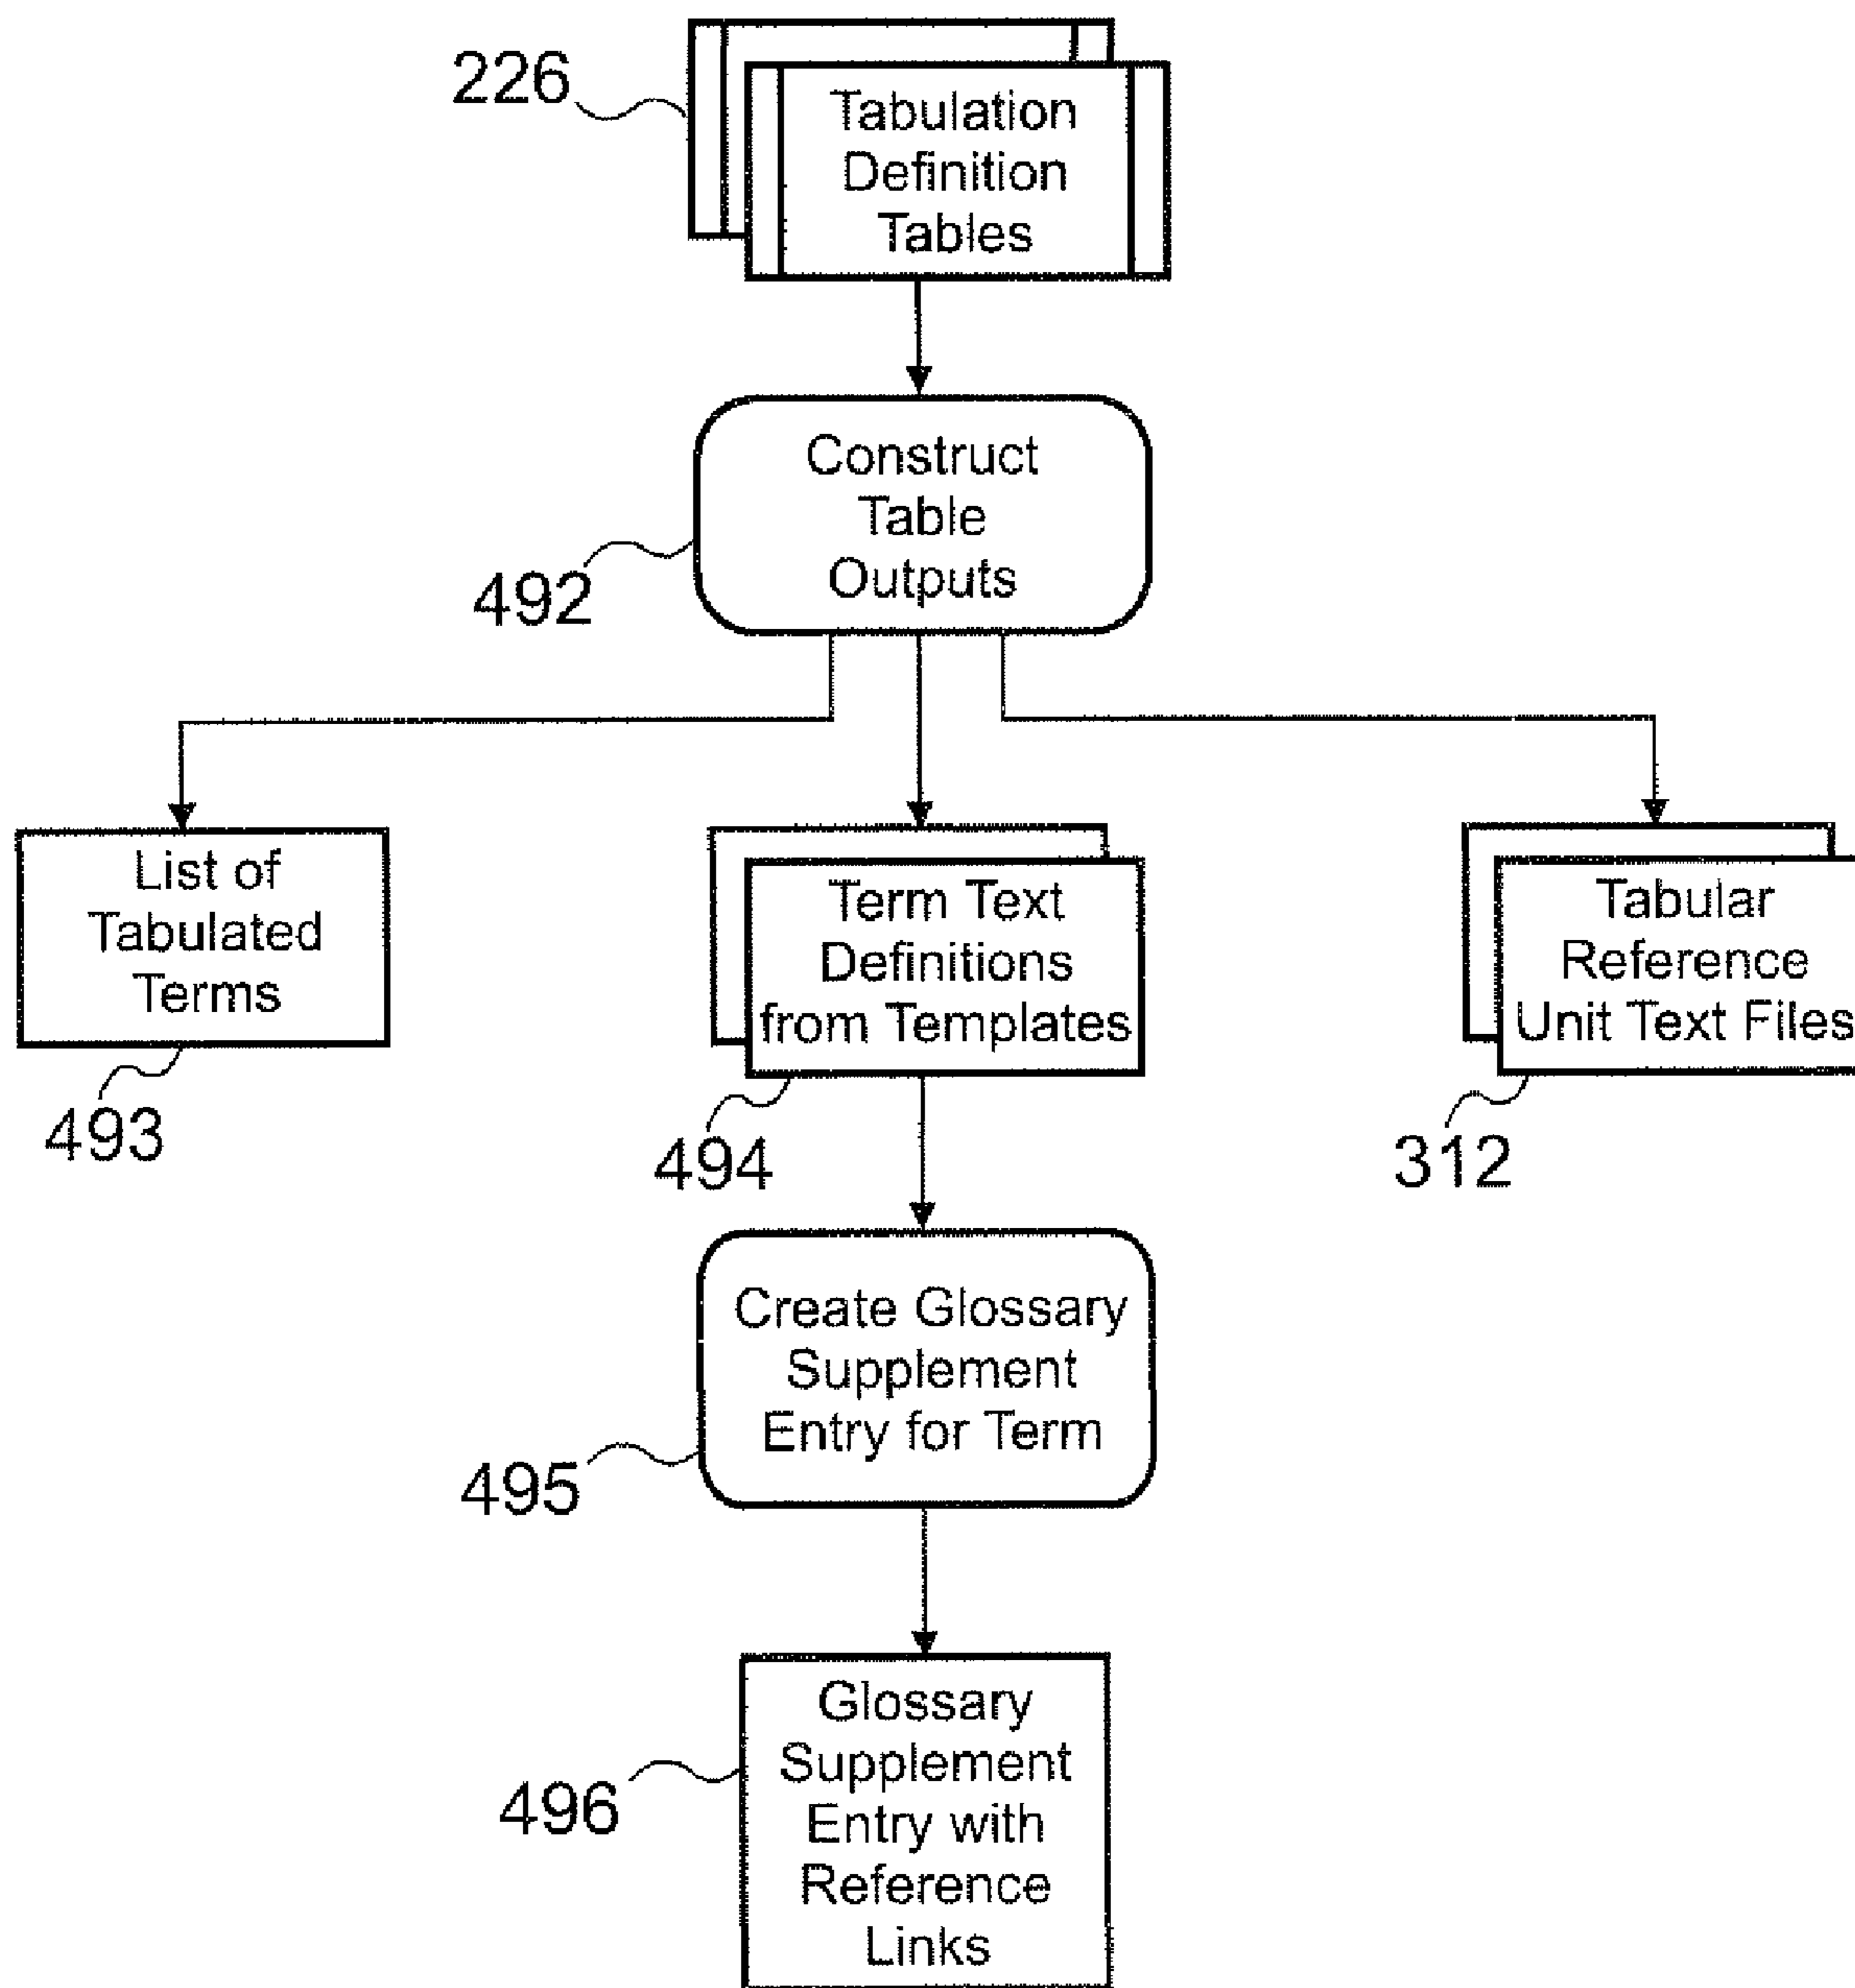 226
Tabulation
Definition
Tables
Construct
Table
Outputs
492
List of
Tabulated
Terms
493
Term Text
Definitions
from Templates
494
Tabular
Reference
Unit Text Files
312
Create Glossary
Supplement
Entry for Term
495
Glossary
Supplement
Entry with
Reference
Links
496